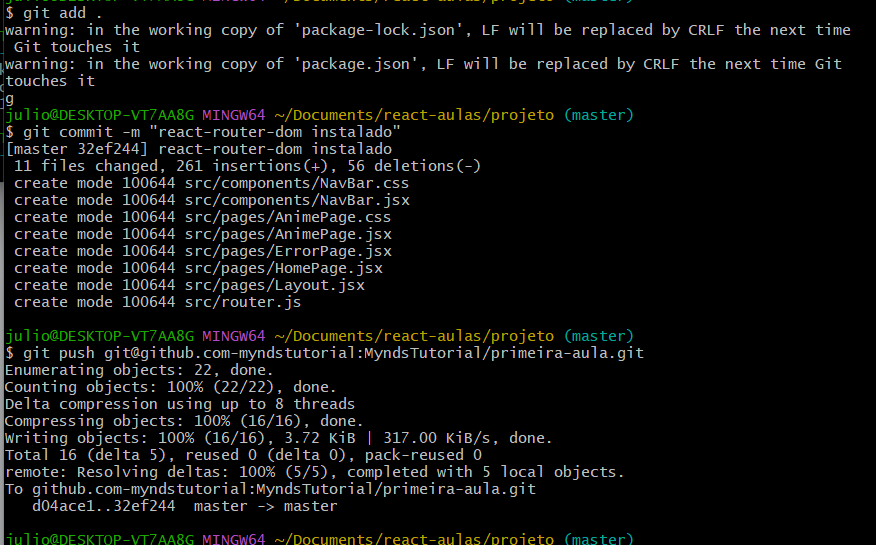 julio@DESKTOP-VT7AA8G MINGW64 ~/Documents/react-aulas/projeto (master)
$ git add .
warning: in the working copy of 'package-lock.json', LF will be replaced by CRLF the next time
 Git touches it
warning: in the working copy of 'package.json', LF will be replaced by CRLF the next time Git
touches it
g
julio@DESKTOP-VT7AA8G MINGW64 ~/Documents/react-aulas/projeto (master)
$ git commit -m "react-router-dom instalado"
[master 32ef244] react-router-dom instalado
 11 files changed, 261 insertions(+), 56 deletions(-)
 create mode 100644 src/components/NavBar.css
 create mode 100644 src/components/NavBar.jsx
 create mode 100644 src/pages/AnimePage.css
 create mode 100644 src/pages/AnimePage.jsx
 create mode 100644 src/pages/ErrorPage.jsx
 create mode 100644 src/pages/HomePage.jsx
 create mode 100644 src/pages/Layout.jsx
 create mode 100644 src/router.js
julio@DESKTOP-VT7AA8G MINGW64 ~/Documents/react-aulas/projeto (master)
$ git push git@github.com-myndstutorial:MyndsTutorial/primeira-aula.git
Enumerating objects: 22, done.
Counting objects: 100% (22/22), done.
Delta compression using up to 8 threads
Compressing objects: 100% (16/16), done.
Writing objects: 100% (16/16), 3.72 KiB | 317.00 KiB/s, done.
Total 16 (delta 5), reused 0 (delta 0), pack-reused 0
remote: Resolving deltas: 100% (5/5), completed with 5 local objects.
To github.com-myndstutorial:MyndsTutorial/primeira-aula.git
   d04ace1..32ef244  master -> master
julio@DESKTOP-VT7AA8G MINGW64 ~/Documents/react-aulas/projeto (master)